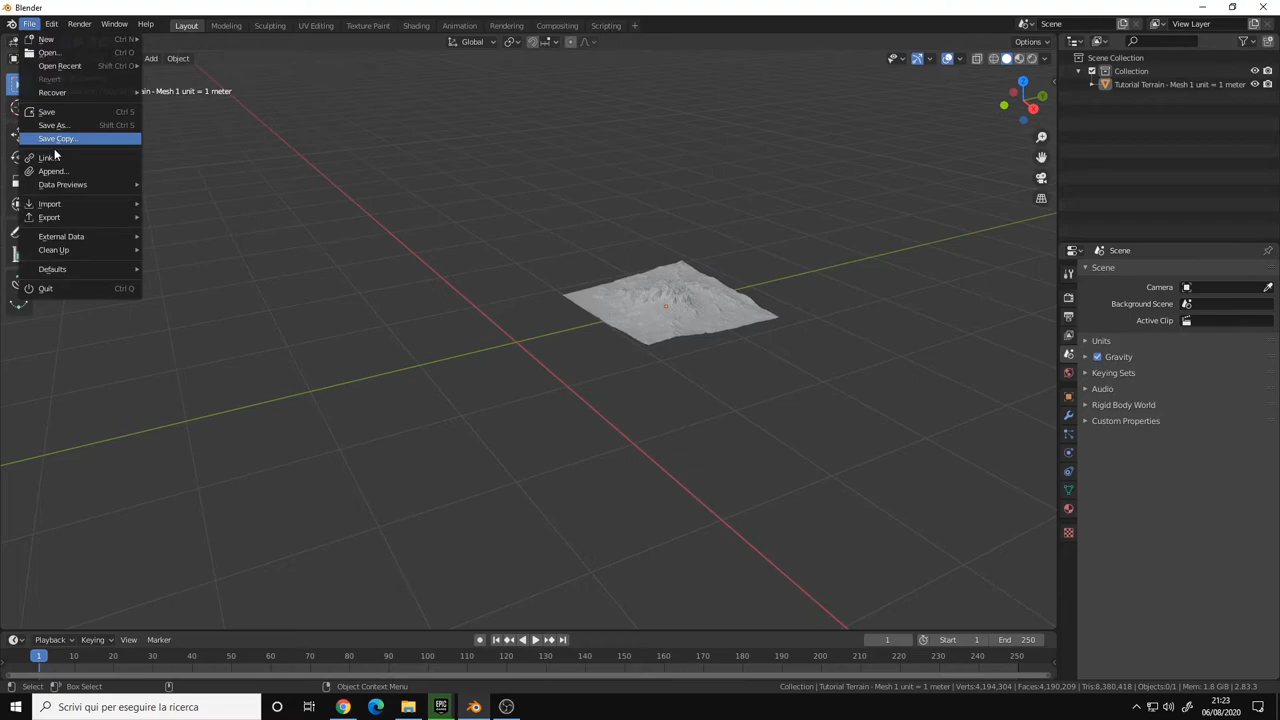 Blender
File Edit Render Window Help Layout Modeling Sculpting UV Editing Texture Paint Shading Animation Rendering Compositing Scripting Scene View Layer
New Ctrl N
Open... Ctrl O
Open Recent Shift Ctrl O
Revert
Recover
Save Ctrl S
Save As... Shift Ctrl S
Save Copy...
Link...
Append...
Data Previews
Import
Export
External Data
Clean Up
Defaults
Quit Ctrl Q
Add Object
Global
Options
rain - Mesh 1 unit = 1 meter
Scene Collection
Collection
Tutorial Terrain - Mesh 1 unit = 1 meter
Scene
Scene
Camera
Background Scene
Active Clip
Units
Gravity
Keying Sets
Audio
Rigid Body World
Custom Properties
Z
Y
X
Playback Keying View Marker 1 Start 1 End 250
1 10 20 30 40 50 60 70 80 90 100 110 120 130 140 150 160 170 180 190 200 210 220 230 240 250
Select Box Select Object Context Menu Collection | Tutorial Terrain - Mesh 1 unit = 1 meter | Verts:4,194,304 | Faces:4,190,209 | Tris:8,380,418 | Objects:0/1 | Mem: 1.8 GiB | 2.83.3
Scrivi qui per eseguire la ricerca
EPIC
21:23
06/08/2020